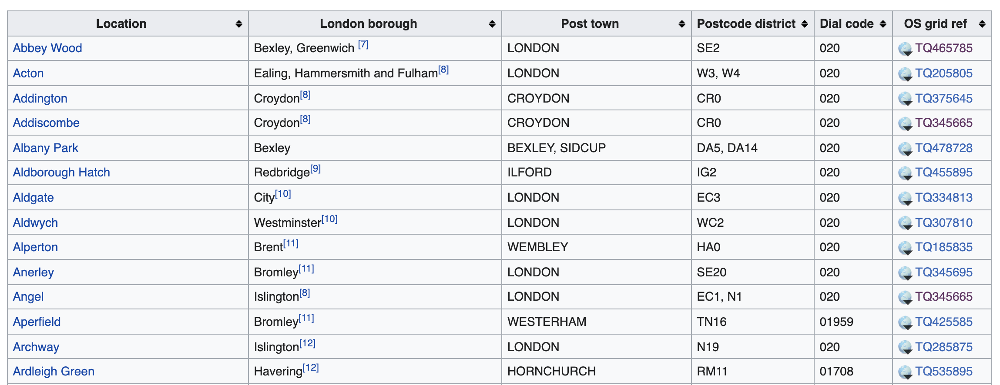 Location London borough Post town Postcode district Dial code OS grid ref
Abbey Wood Bexley, Greenwich [7] LONDON SE2 020 TQ465785
Acton Ealing, Hammersmith and Fulham[8] LONDON W3, W4 020 TQ205805
Addington Croydon[8] CROYDON CR0 020 TQ375645
Addiscombe Croydon[8] CROYDON CR0 020 TQ345665
Albany Park Bexley BEXLEY, SIDCUP DA5, DA14 020 TQ478728
Aldborough Hatch Redbridge[9] ILFORD IG2 020 TQ455895
Aldgate City[10] LONDON EC3 020 TQ334813
Aldwych Westminster[10] LONDON WC2 020 TQ307810
Alperton Brent[11] WEMBLEY HA0 020 TQ185835
Anerley Bromley[11] LONDON SE20 020 TQ345695
Angel Islington[8] LONDON EC1, N1 020 TQ345665
Aperfield Bromley[11] WESTERHAM TN16 01959 TQ425585
Archway Islington[12] LONDON N19 020 TQ285875
Ardleigh Green Havering[12] HORNCHURCH RM11 01708 TQ535895